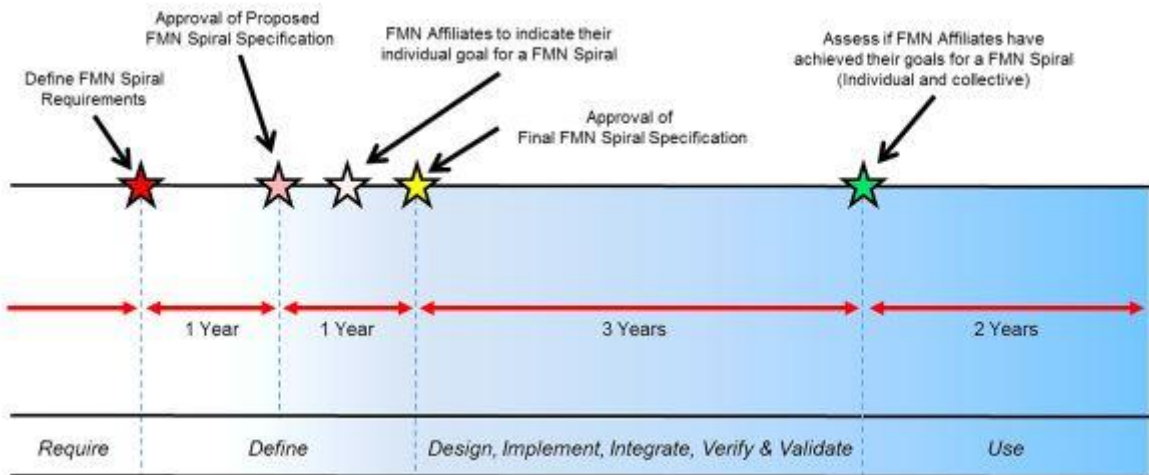 Approval of Proposed
FMN Spiral Specification
FMN Affiliates to indicate their
individual goal for a FMN Spiral
Assess if FMN Affiliates have
achieved their goals for a FMN Spiral
(Individual and collective)
Define FMN Spiral
Requirements
Approval of
Final FMN Spiral Specification
1 Year
1 Year
3 Years
2 Years
Require
Define
Design, Implement, Integrate, Verify & Validate
Use